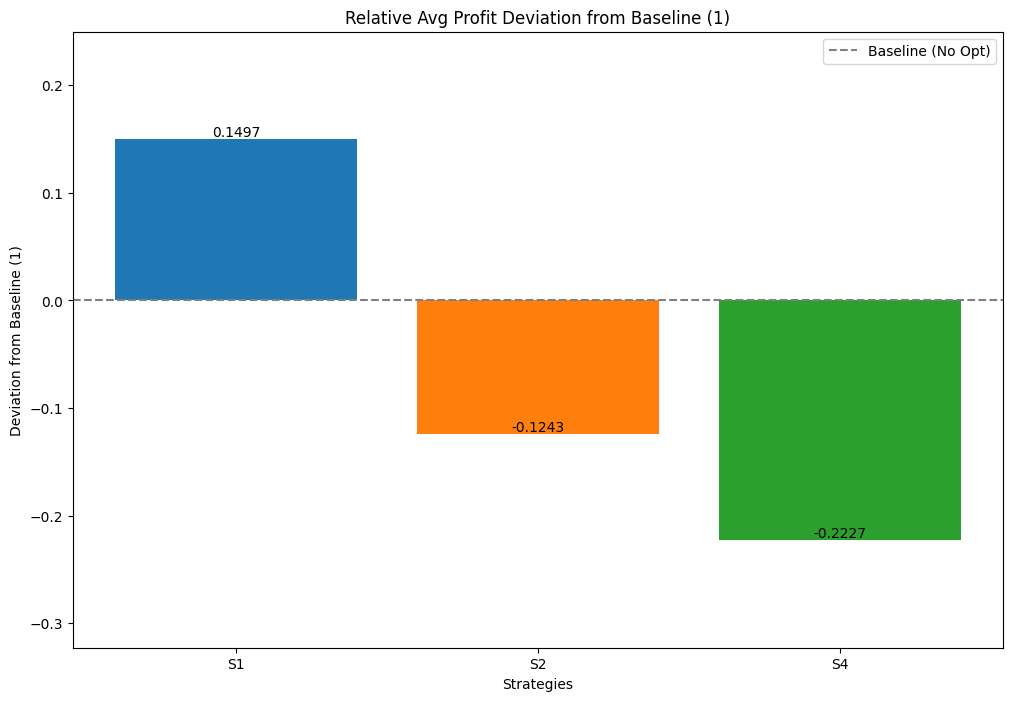 Relative Avg Profit Deviation from Baseline (1)
Baseline (No Opt)
Deviation from Baseline (1)
0.2
0.1
0.0
−0.1
−0.2
−0.3
0.1497
-0.1243
-0.2227
S1
S2
S4
Strategies